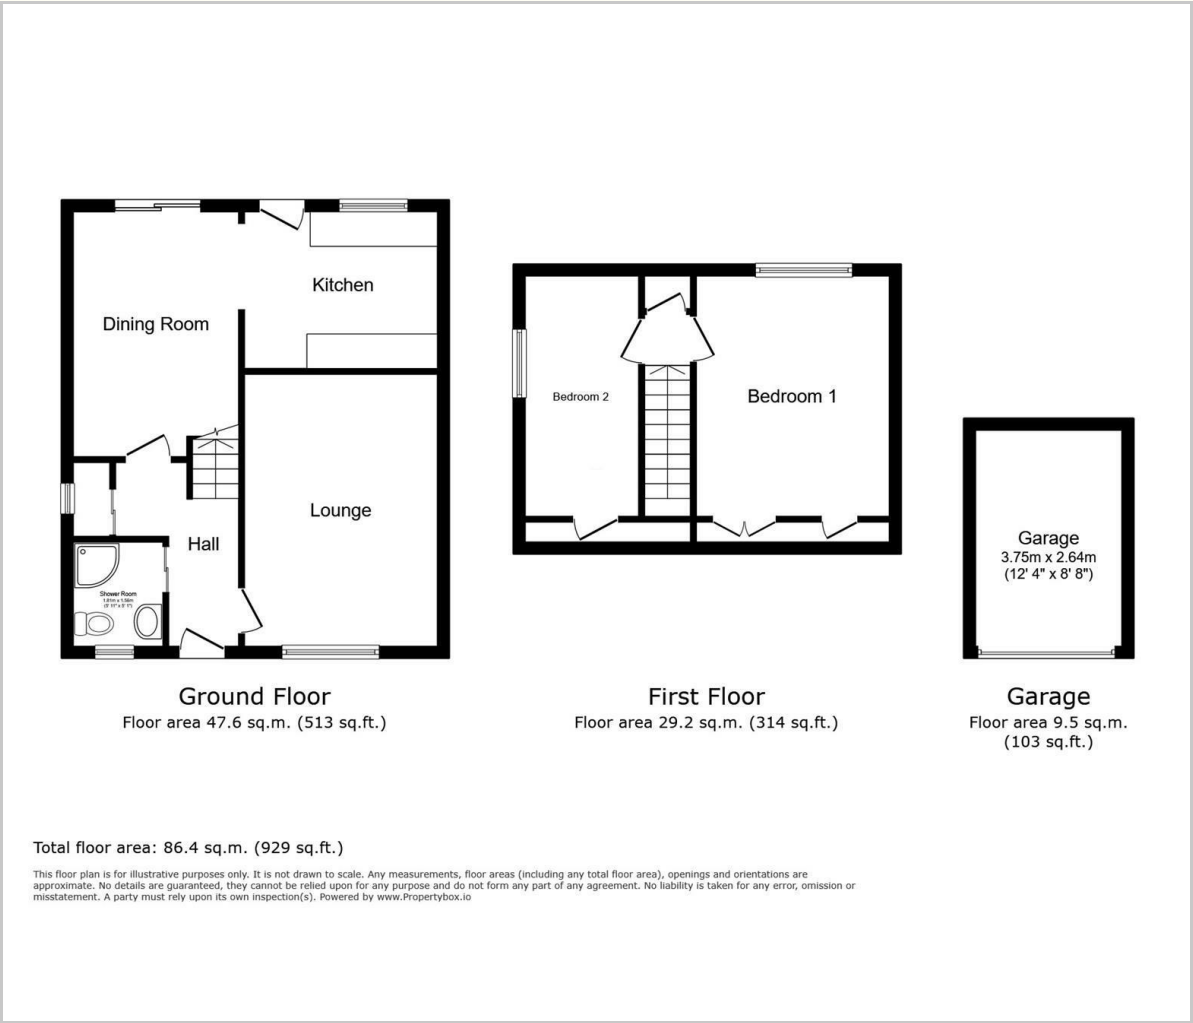 Kitchen
Dining Room
Bedroom 2
Bedroom 1
Lounge
Hall
Garage
3.75m x 2.64m
(12' 4" x 8' 8")
Shower Room
1.81m x 1.56m
(5' 11" x 5' 1")
Ground Floor
Floor area 47.6 sq.m. (513 sq.ft.)
First Floor
Floor area 29.2 sq.m. (314 sq.ft.)
Garage
Floor area 9.5 sq.m.
(103 sq.ft.)
Total floor area: 86.4 sq.m. (929 sq.ft.)
This floor plan is for illustrative purposes only. It is not drawn to scale. Any measurements, floor areas (including any total floor area), openings and orientations are
approximate. No details are guaranteed, they cannot be relied upon for any purpose and do not form any part of any agreement. No liability is taken for any error, omission or
misstatement. A party must rely upon its own inspection(s). Powered by www.Propertybox.io